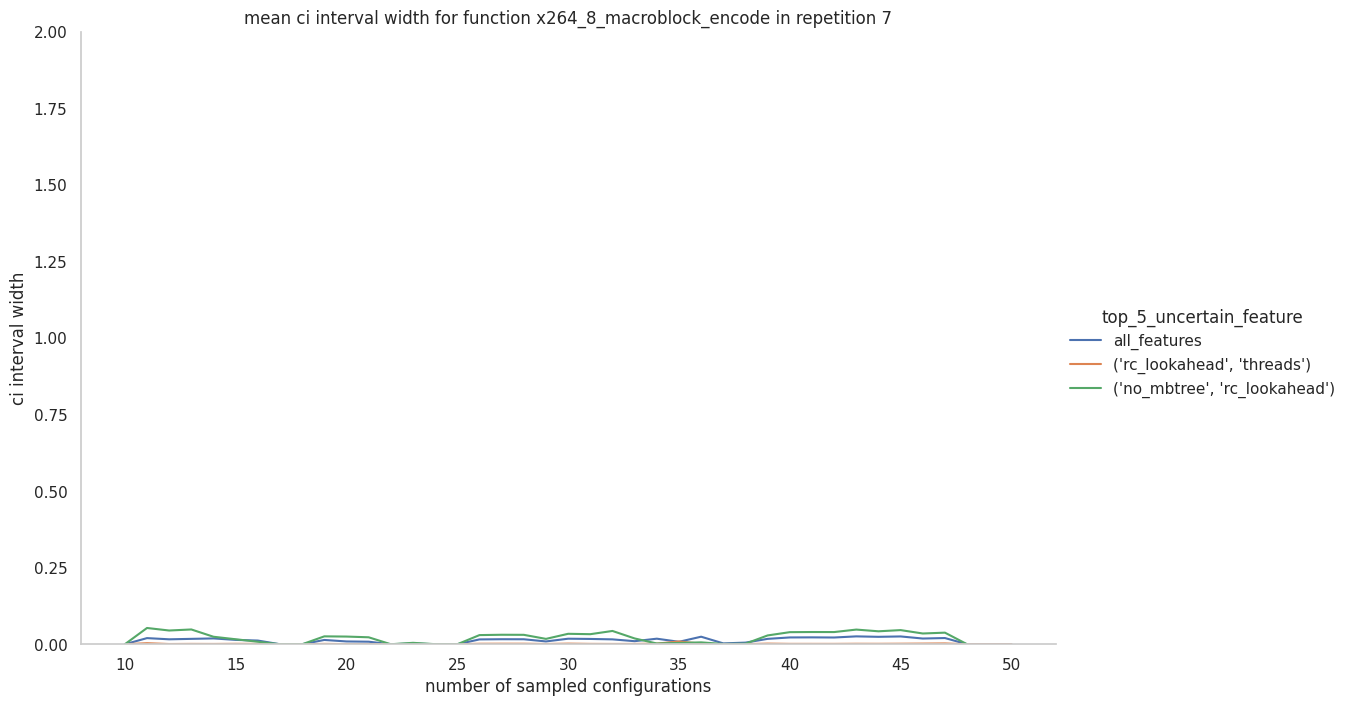 mean ci interval width for function x264_8_macroblock_encode in repetition 7
2.00
1.75
1.50
1.25
1.00
0.75
0.50
0.25
0.00
ci interval width
10 15 20 25 30 35 40 45 50
number of sampled configurations
top_5_uncertain_feature
all_features
('rc_lookahead', 'threads')
('no_mbtree', 'rc_lookahead')